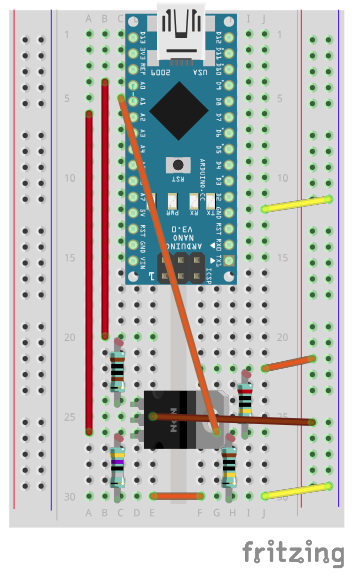 A B C
I J
1
1
5
5
10
10
15
15
20
20
25
25
30
30
A B C D E
F G H I J
D13
3V3
REF
A0
A1
A2
A3
A4
A7
5V
RST
GND
VIN
D12
D11
D10
D9
D8
D7
D6
D5
D4
D3
D2
GND
RST
RX0
TX1
2009
USA
RST
ARDUINO.CC
PWR
TX
RX
ARDUINO
NANO
V3.0
ICSP
1
fritzing